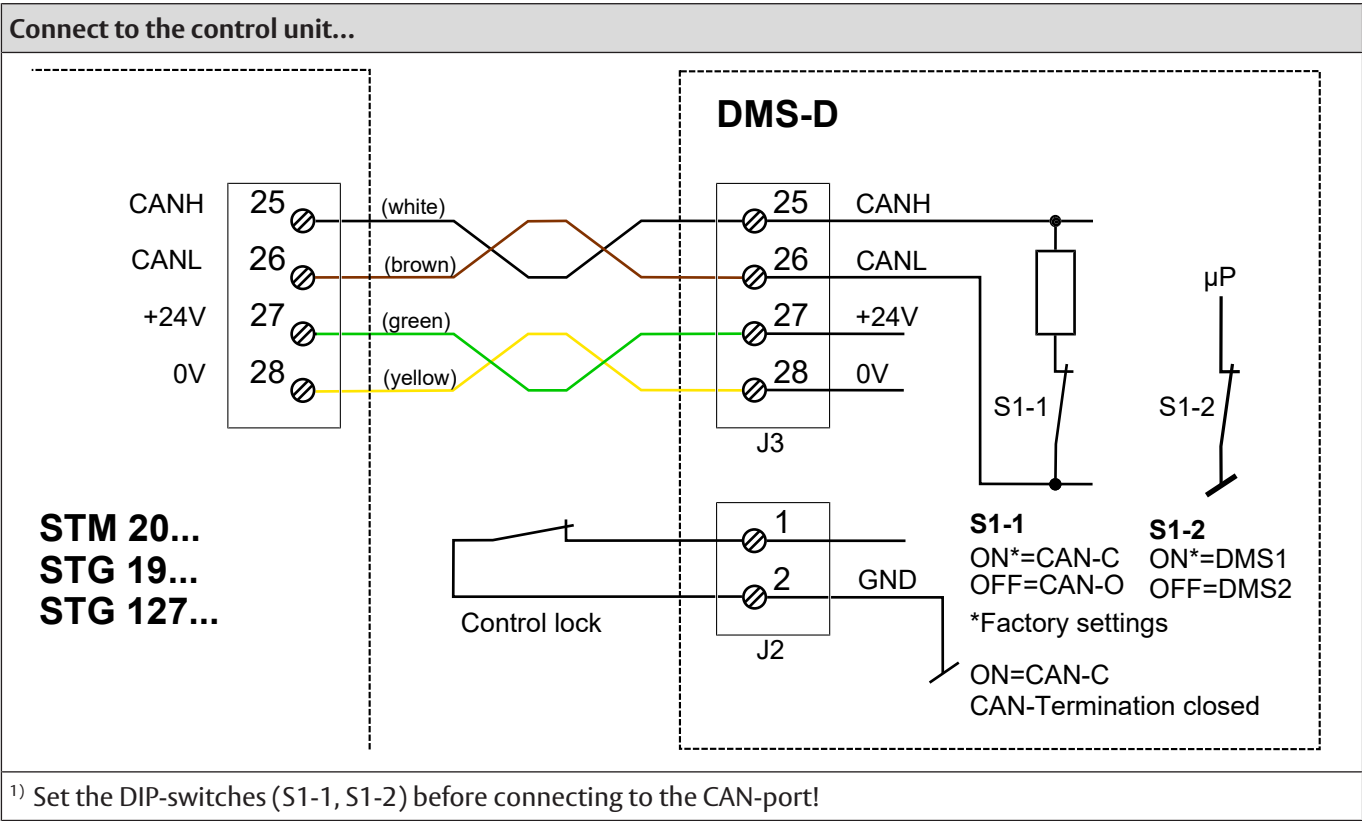 Connect to the control unit...
DMS-D
CANH 25 (white) 25 CANH
CANL 26 (brown) 26 CANL
+24V 27 (green) 27 +24V
0V 28 (yellow) 28 0V
J3
µP
S1-1
S1-2
STM 20...
STG 19...
STG 127...
Control lock
1
2 GND
J2
S1-1
ON*=CAN-C
OFF=CAN-O
S1-2
ON*=DMS1
OFF=DMS2
*Factory settings
ON=CAN-C
CAN-Termination closed
1) Set the DIP-switches (S1-1, S1-2) before connecting to the CAN-port!